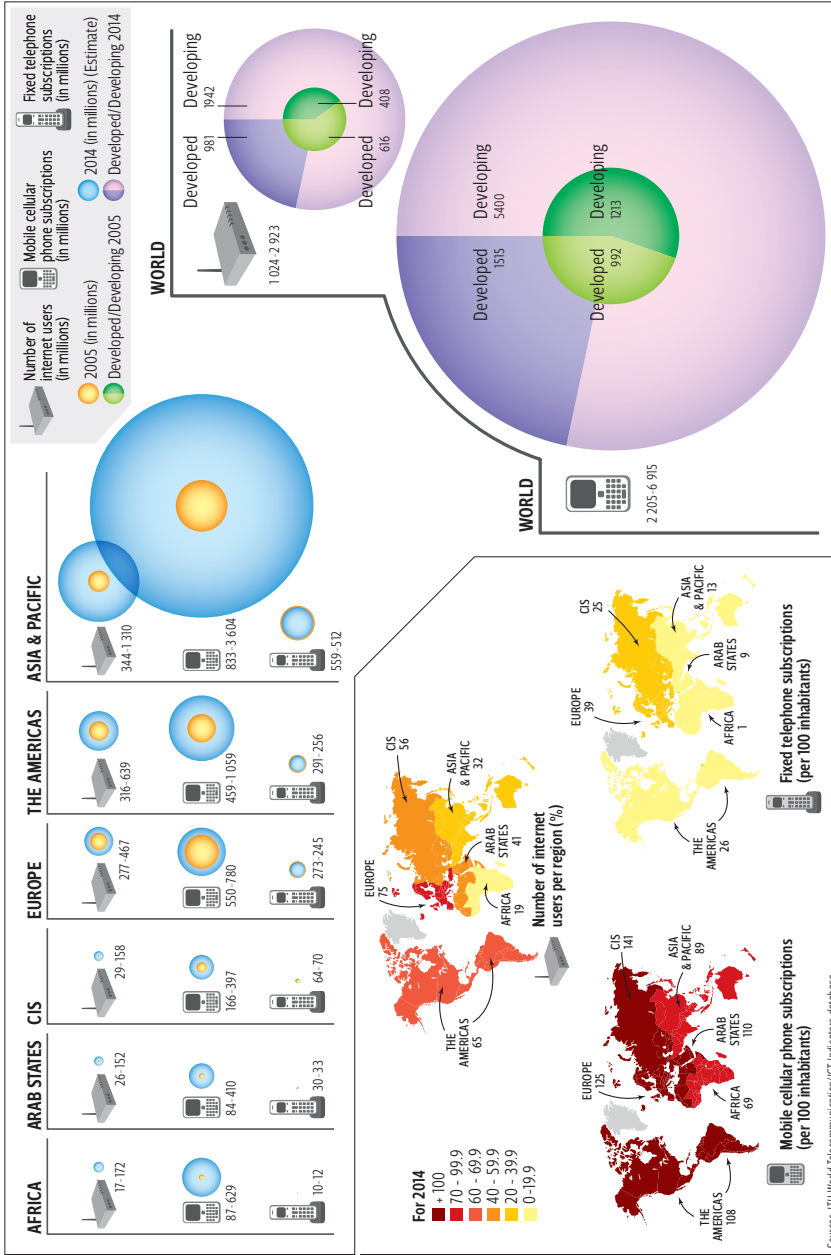 Number of
internet users
(in millions)
Mobile cellular
phone subscriptions
(in millions)
Fixed telephone
subscriptions
(in millions)
2005 (in millions)
2014 (in millions) (Estimate)
Developed/Developing 2005
Developed/Developing 2014
AFRICA
17-172
87-629
10-12
ARAB STATES
26-152
84-410
30-33
CIS
29-158
166-397
64-70
EUROPE
277-467
550-780
273-245
THE AMERICAS
316-639
459-1 059
291-256
ASIA & PACIFIC
344-1 310
833-3 604
559-512
WORLD
1 024-2 923
Developed
981
Developing
1942
Developed
616
Developing
408
WORLD
2 205-6 915
Developed
1515
Developing
5400
Developed
992
Developing
1213
For 2014
+ 100
70 - 99.9
60 - 69.9
40 - 59.9
20 - 39.9
0-19.9
THE
AMERICAS
65
EUROPE
75
CIS
56
ASIA
& PACIFIC
32
ARAB
STATES
41
AFRICA
19
Number of internet
users per region (%)
THE
AMERICAS
108
EUROPE
125
CIS
141
ASIA
& PACIFIC
89
ARAB
STATES
110
AFRICA
69
Mobile cellular phone subscriptions
(per 100 inhabitants)
THE
AMERICAS
26
EUROPE
39
CIS
25
ASIA
& PACIFIC
13
ARAB
STATES
9
AFRICA
1
Fixed telephone subscriptions
(per 100 inhabitants)
Source: ITU World Telecommunication/ICT Indicators database